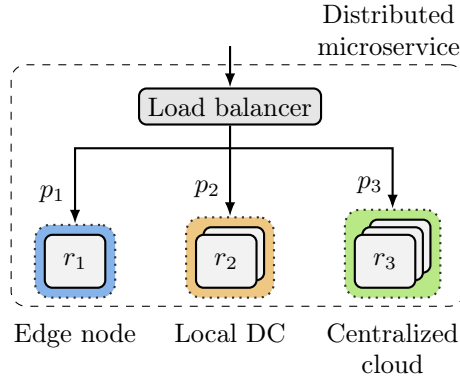 Distributed
microservice
Load balancer
p1 p2 p3
r1 r2 r3
Edge node Local DC Centralized
cloud